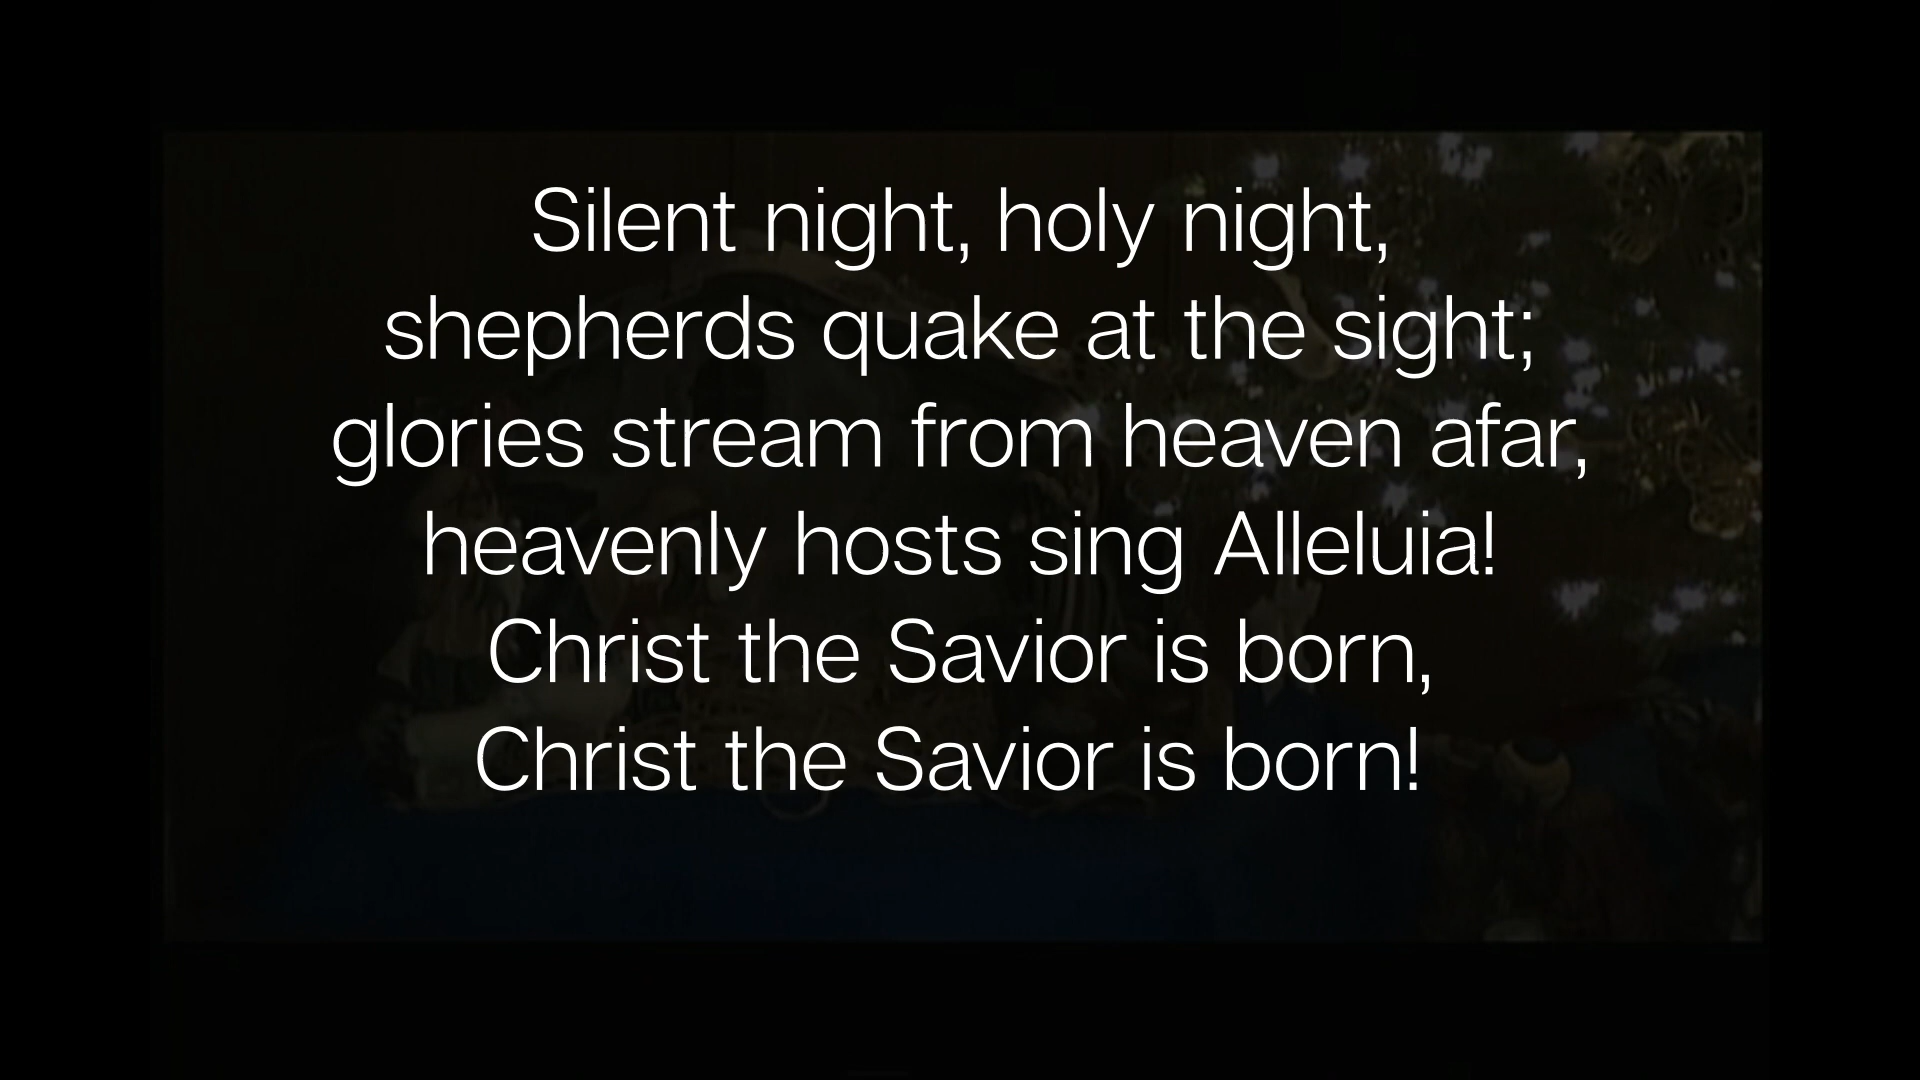 Silent night, holy night,
shepherds quake at the sight;
glories stream from heaven afar,
heavenly hosts sing Alleluia!
Christ the Savior is born,
Christ the Savior is born!